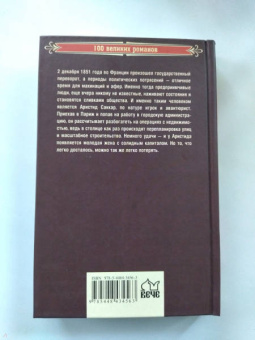 100 великих романов
2 декабря 1851 года во Франции произошел государственный
переворот, а периоды политических потрясений — отличное
время для махинаций и афер. Именно тогда предприимчивые
люди, еще вчера никому не известные, наживают состояния и
становятся сливками общества. И именно таким человеком
является Аристид Саккар, по натуре игрок и авантюрист.
Приехав в Париж и попав на работу в городскую администра-
цию, он рассчитывает разбогатеть на операциях с недвижимо-
стью, ведь в столице как раз происходит перепланировка улиц
и масштабное строительство. Немного удачи — и у Аристида
появляется молодая жена с солидным капиталом. Но то, что
легко досталось, можно так же легко потерять.
ВЕЧЕ